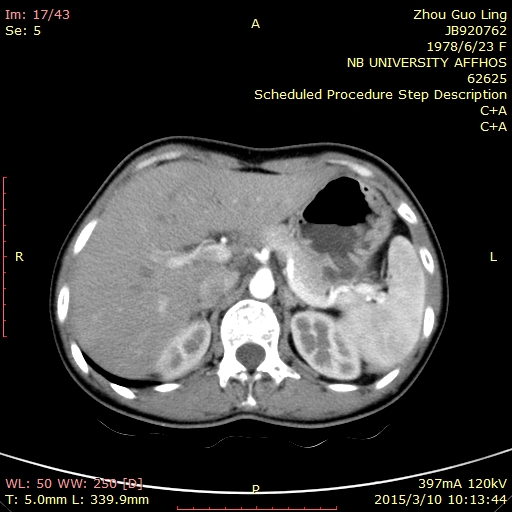 Im: 17/43
Se: 5
A
Zhou Guo Ling
JB920762
1978/6/23 F
NB UNIVERSITY AFFHOS
62625
Scheduled Procedure Step Description
C+A
C+A
R
L
WL: 50 WW: 250 [D]
T: 5.0mm L: 339.9mm
P
397mA 120kV
2015/3/10 10:13:44